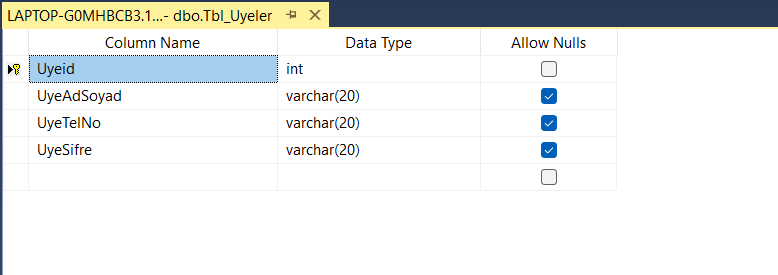 LAPTOP-G0MHBCB3.1...- dbo.Tbl_Uyeler
Column Name Data Type Allow Nulls
Uyeid int
UyeAdSoyad varchar(20)
UyeTelNo varchar(20)
UyeSifre varchar(20)